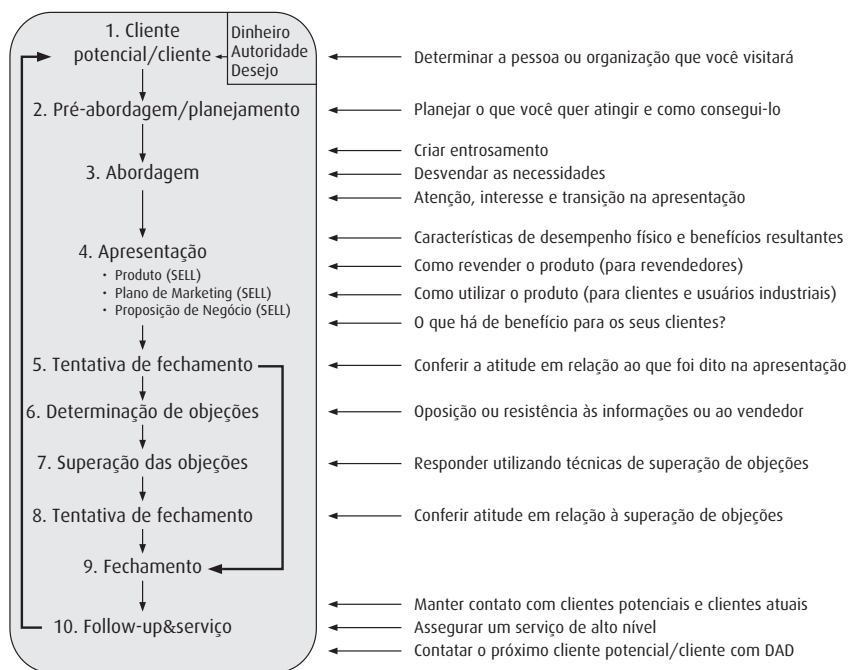 1. Cliente
potencial/cliente
Dinheiro
Autoridade
Desejo
Determinar a pessoa ou organização que você visitará
2. Pré-abordagem/planejamento
Planejar o que você quer atingir e como consegui-lo
3. Abordagem
Criar entrosamento
Desvendar as necessidades
Atenção, interesse e transição na apresentação
4. Apresentação
• Produto (SELL)
• Plano de Marketing (SELL)
• Proposição de Negócio (SELL)
Características de desempenho físico e benefícios resultantes
Como revender o produto (para revendedores)
Como utilizar o produto (para clientes e usuários industriais)
O que há de benefício para os seus clientes?
5. Tentativa de fechamento
Conferir a atitude em relação ao que foi dito na apresentação
6. Determinação de objeções
Oposição ou resistência às informações ou ao vendedor
7. Superação das objeções
Responder utilizando técnicas de superação de objeções
8. Tentativa de fechamento
Conferir atitude em relação à superação de objeções
9. Fechamento
10. Follow-up&serviço
Manter contato com clientes potenciais e clientes atuais
Assegurar um serviço de alto nível
Contatar o próximo cliente potencial/cliente com DAD